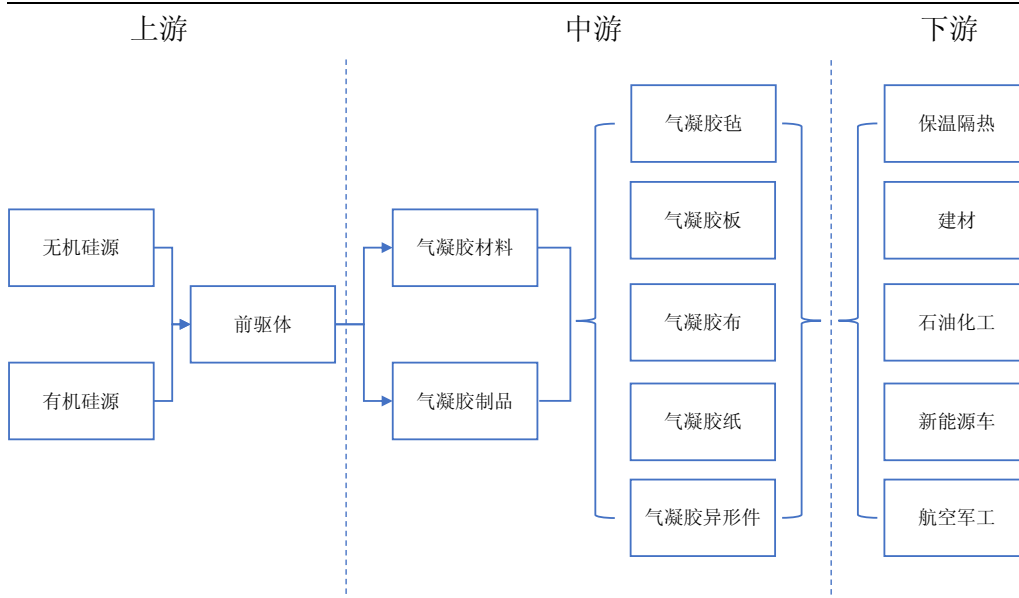 上游
中游
下游
无机硅源
有机硅源
前驱体
气凝胶材料
气凝胶制品
气凝胶毡
气凝胶板
气凝胶布
气凝胶纸
气凝胶异形件
保温隔热
建材
石油化工
新能源车
航空军工